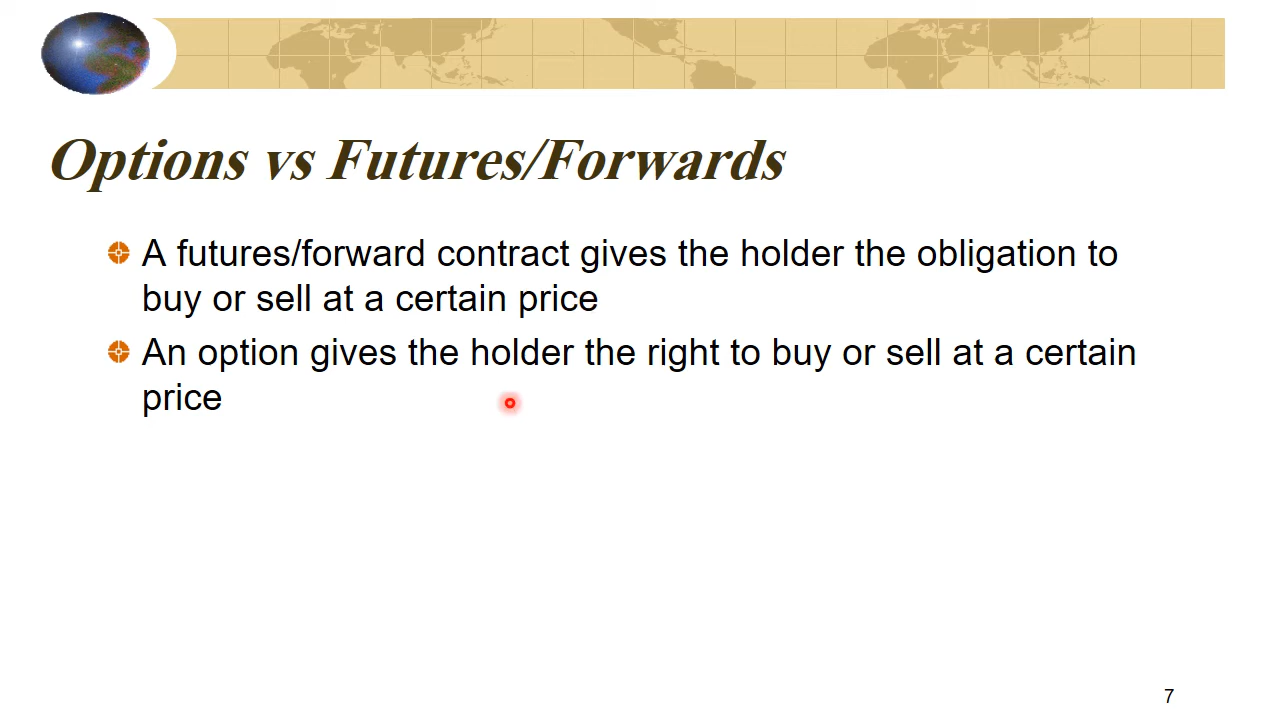 Options vs Futures/Forwards
A futures/forward contract gives the holder the obligation to
buy or sell at a certain price
An option gives the holder the right to buy or sell at a certain
price
7